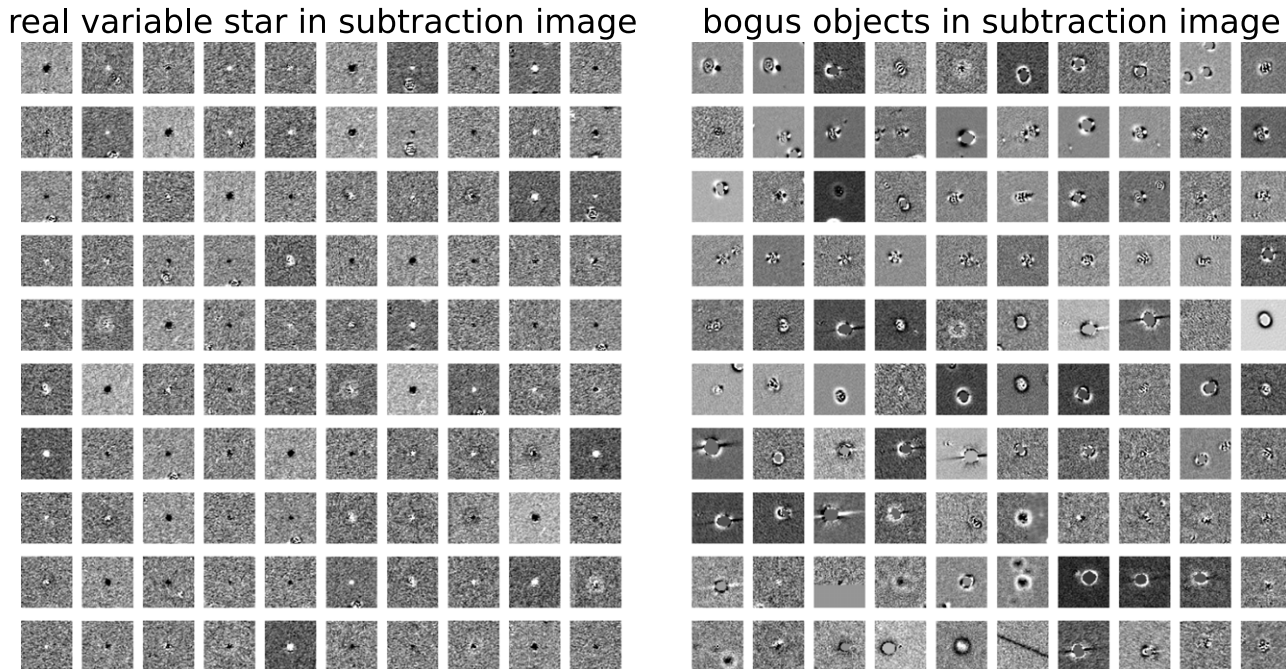 real variable star in subtraction image
bogus objects in subtraction image